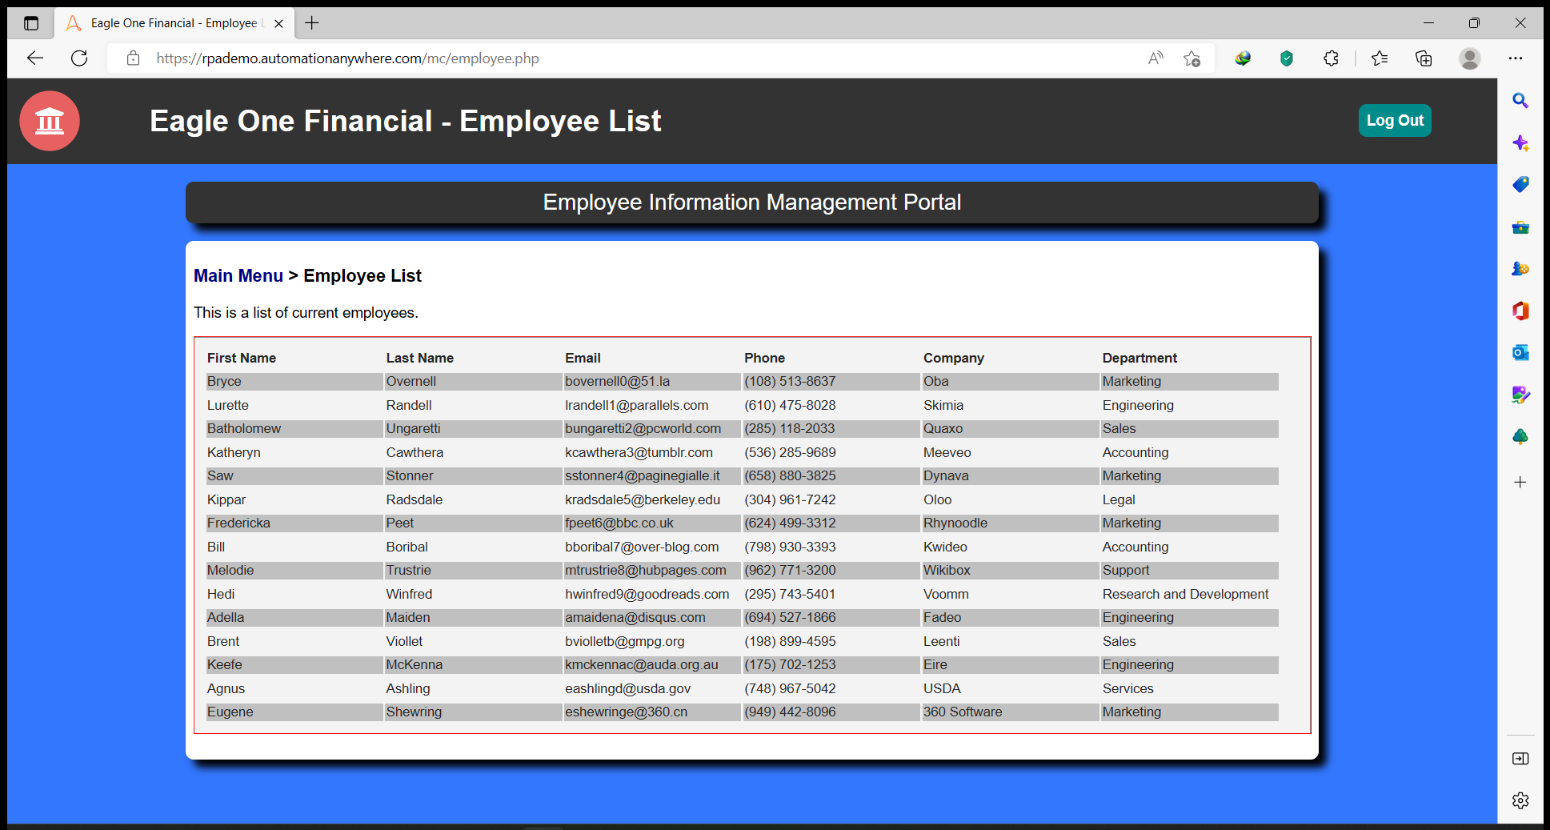 Eagle One Financial - Employee L
https://rpademo.automationanywhere.com/mc/employee.php
Eagle One Financial - Employee List
Log Out
Employee Information Management Portal
Main Menu > Employee List
This is a list of current employees.
First Name Last Name Email Phone Company Department
Bryce Overnell bovernell0@51.la (108) 513-8637 Oba Marketing
Lurette Randell lrandell1@parallels.com (610) 475-8028 Skimia Engineering
Batholomew Ungaretti bungaretti2@pcworld.com (285) 118-2033 Quaxo Sales
Katheryn Cawthera kcawthera3@tumblr.com (536) 285-9689 Meeveo Accounting
Saw Stonner sstonner4@paginegialle.it (658) 880-3825 Dynava Marketing
Kippar Radsdale kradsdale5@berkeley.edu (304) 961-7242 Oloo Legal
Fredericka Peet fpeet6@bbc.co.uk (624) 499-3312 Rhynoodle Marketing
Bill Boribal bboribal7@over-blog.com (798) 930-3393 Kwideo Accounting
Melodie Trustrie mtrustrie8@hubpages.com (962) 771-3200 Wikibox Support
Hedi Winfred hwinfred9@goodreads.com (295) 743-5401 Voomm Research and Development
Adella Maiden amaidena@disqus.com (694) 527-1866 Fadeo Engineering
Brent Viollet bviolletb@gmpg.org (198) 899-4595 Leenti Sales
Keefe McKenna kmckennac@auda.org.au (175) 702-1253 Eire Engineering
Agnus Ashling eashlingd@usda.gov (748) 967-5042 USDA Services
Eugene Shewring eshewringe@360.cn (949) 442-8096 360 Software Marketing